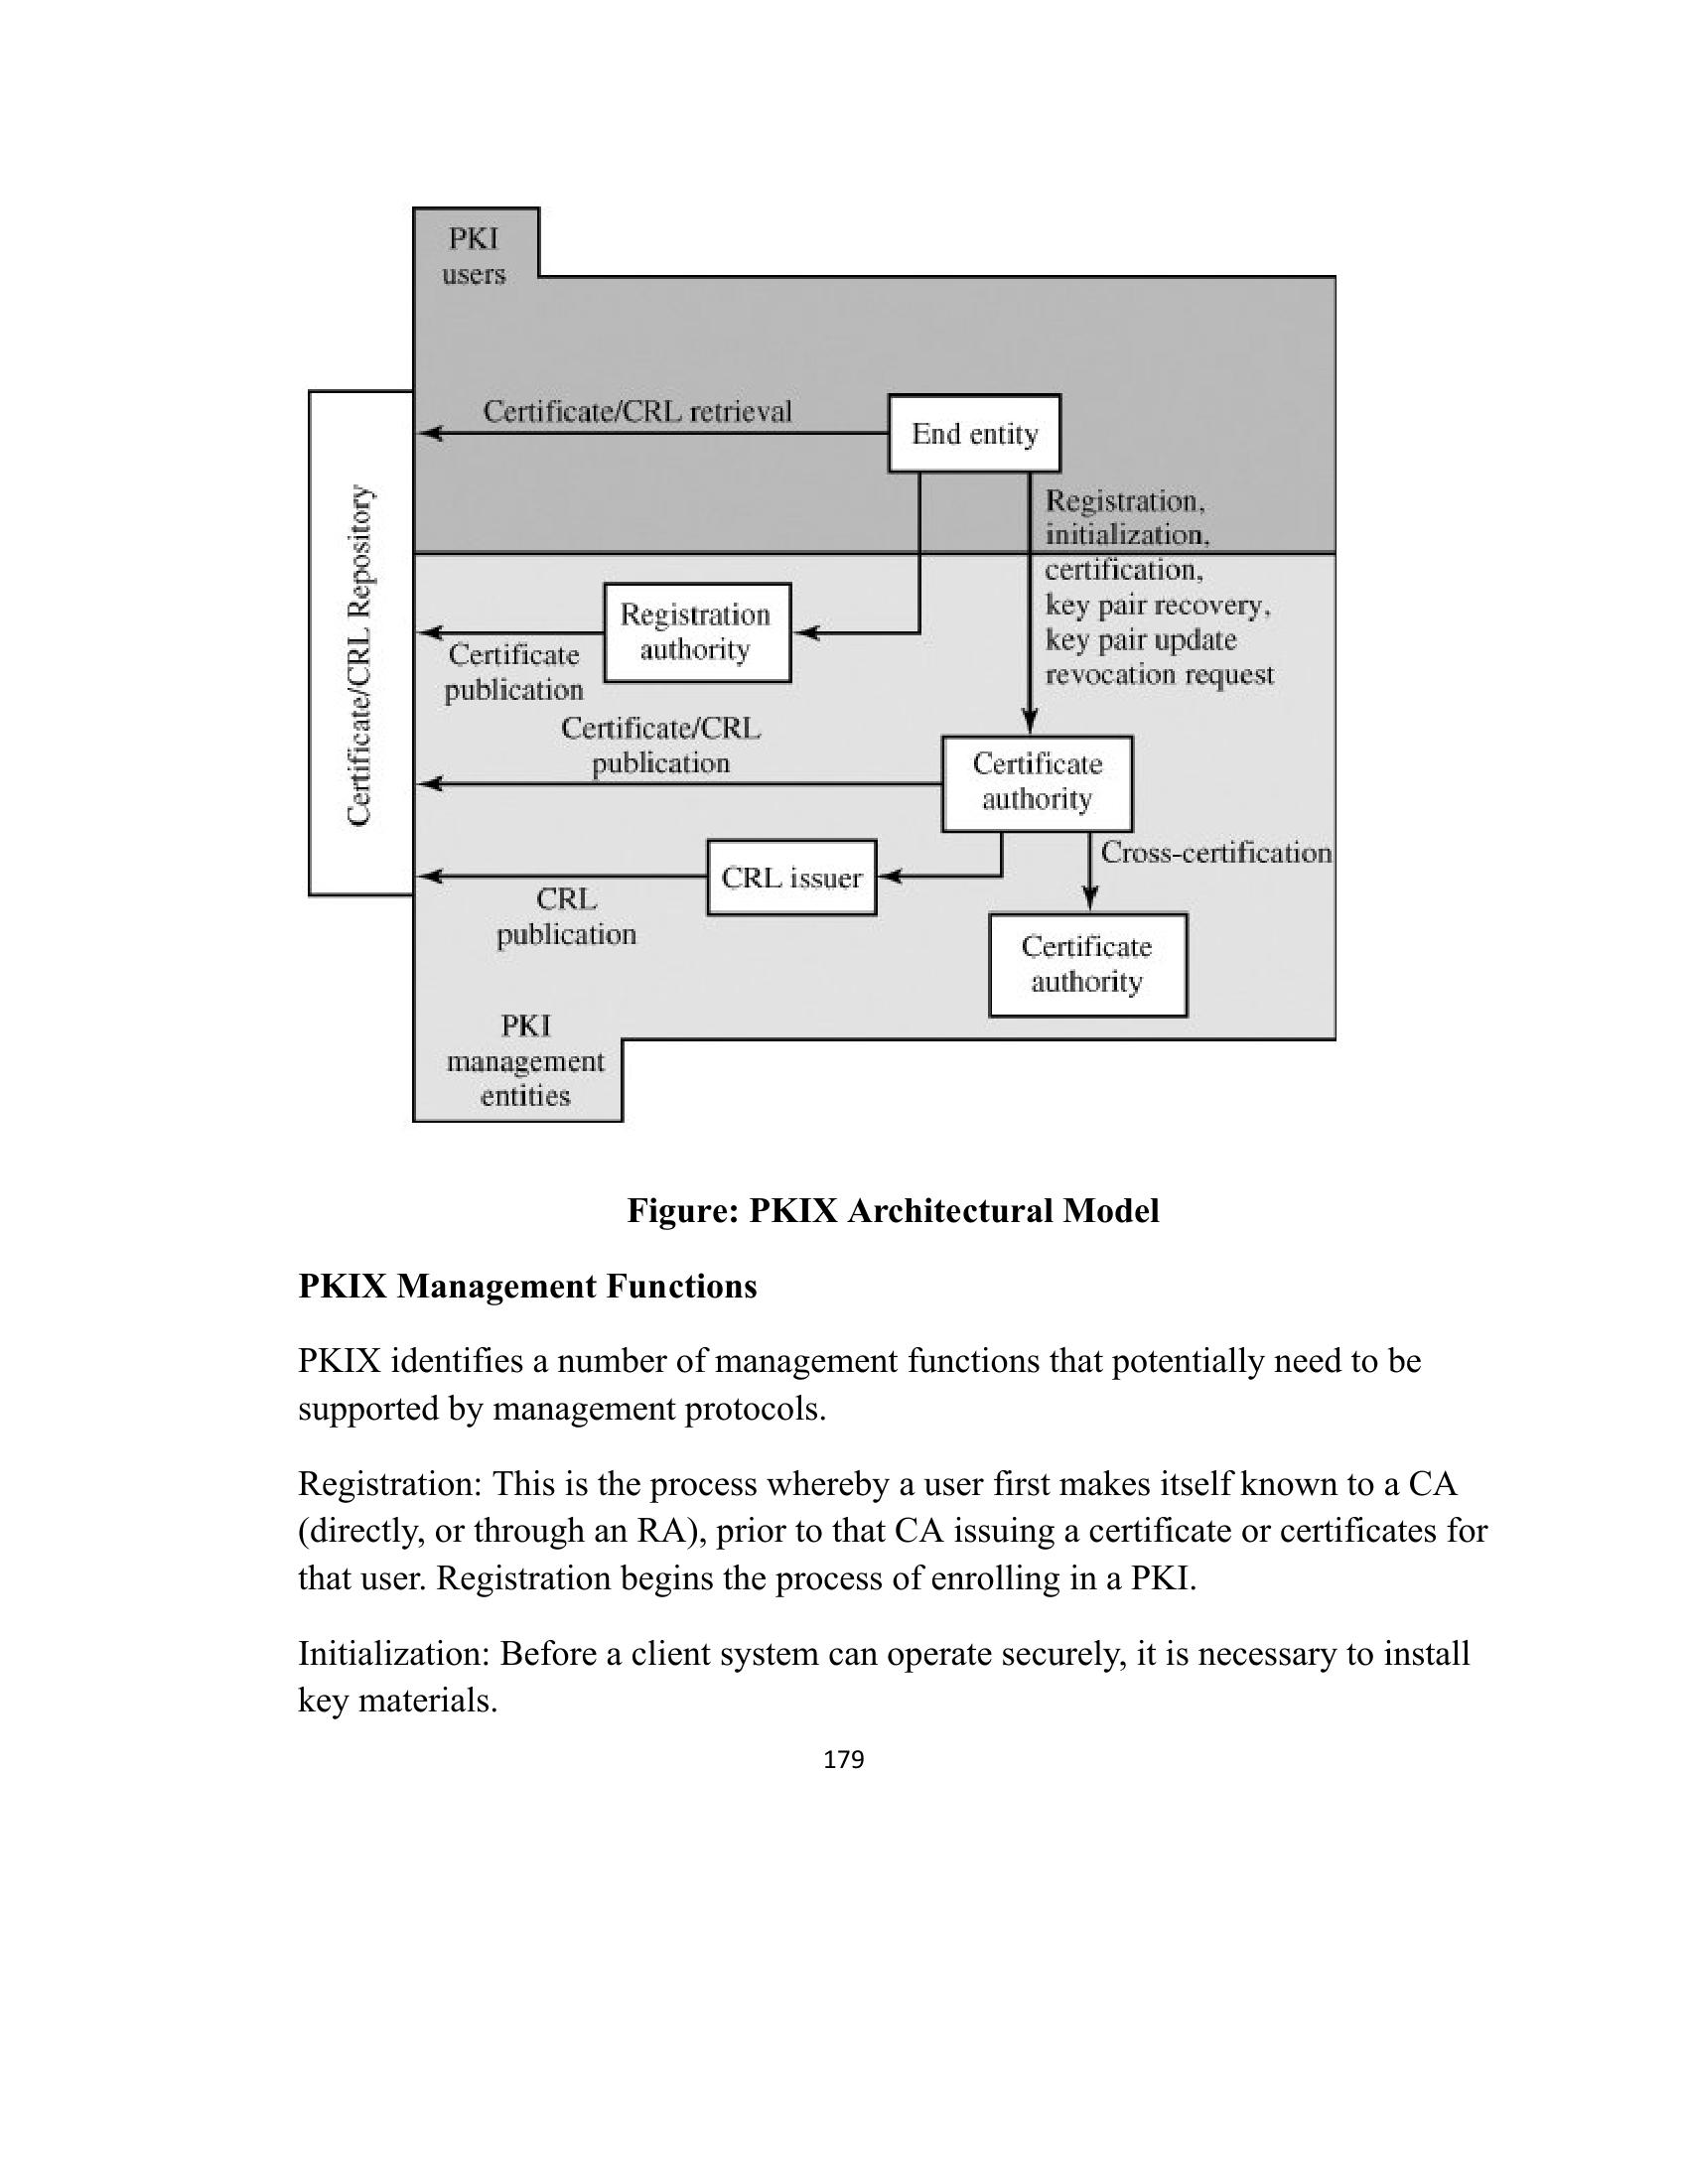 PKI
users
Certificate/CRL retrieval
End entity
Certificate/CRL Repository
Registration,
initialization,
certification,
key pair recovery,
key pair update
revocation request
Registration
authority
Certificate
publication
Certificate/CRL
publication
Certificate
authority
Cross-certification
CRL issuer
CRL
publication
Certificate
authority
PKI
management
entities
Figure: PKIX Architectural Model
PKIX Management Functions
PKIX identifies a number of management functions that potentially need to be
supported by management protocols.
Registration: This is the process whereby a user first makes itself known to a CA
(directly, or through an RA), prior to that CA issuing a certificate or certificates for
that user. Registration begins the process of enrolling in a PKI.
Initialization: Before a client system can operate securely, it is necessary to install
key materials.
179